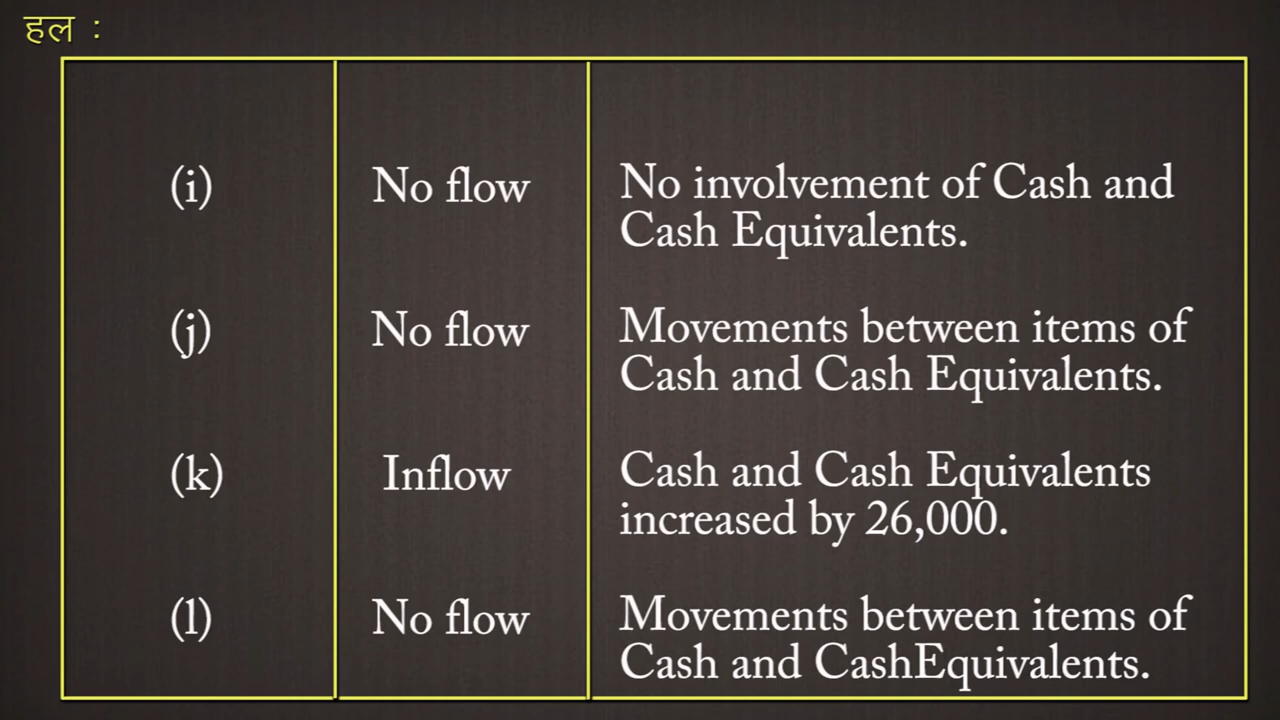 हल :
(i) No flow No involvement of Cash and
Cash Equivalents.
(j) No flow Movements between items of
Cash and Cash Equivalents.
(k) Inflow Cash and Cash Equivalents
increased by 26,000.
(l) No flow Movements between items of
Cash and CashEquivalents.